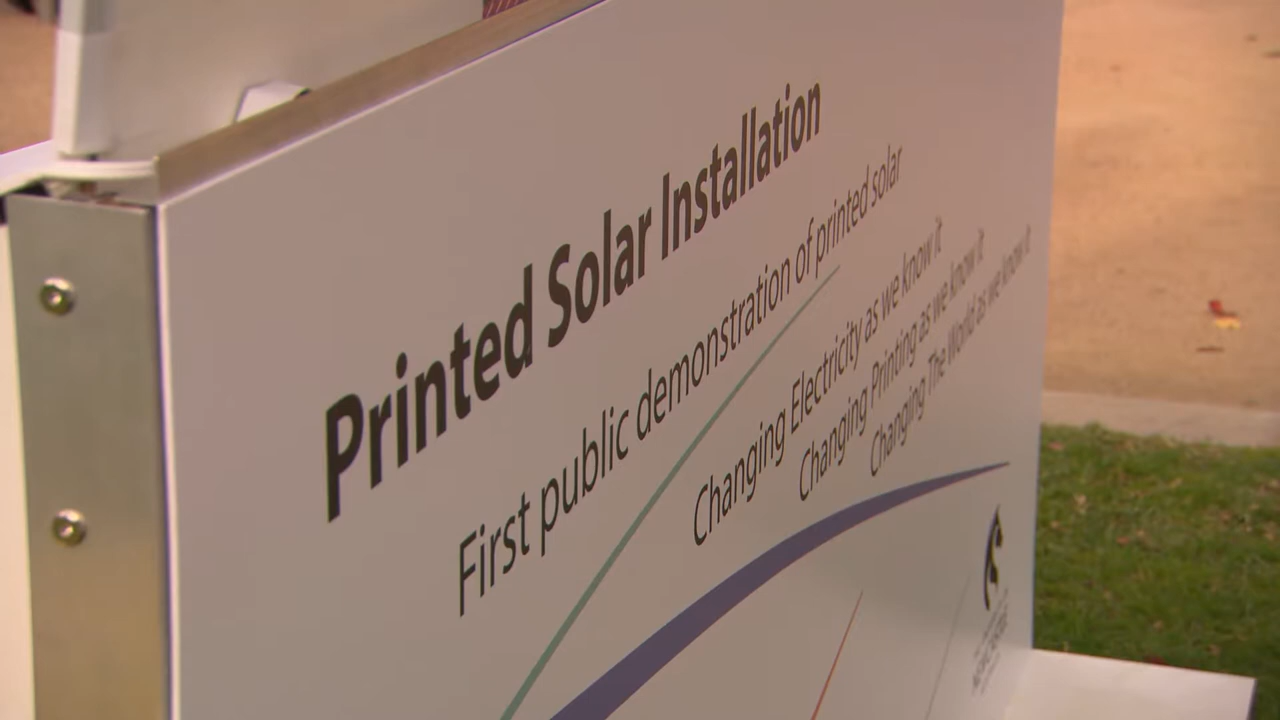 Printed Solar Installation
First public demonstration of printed solar
Changing Electricity as we know it
Changing Printing as we know it
Changing The World as we know it